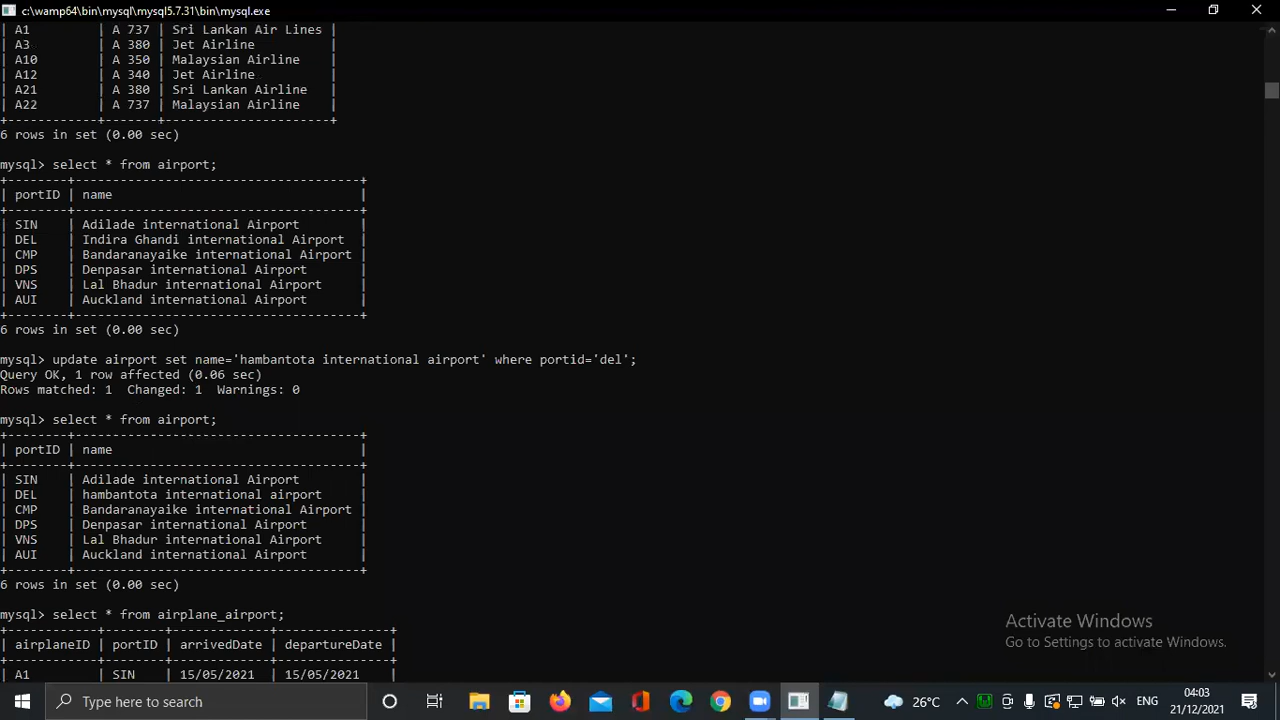 c:\wamp64\bin\mysql\mysql5.7.31\bin\mysql.exe
| A1         | A 737 | Sri Lankan Air Lines |
| A3         | A 380 | Jet Airline          |
| A10        | A 350 | Malaysian Airline    |
| A12        | A 340 | Jet Airline          |
| A21        | A 380 | Sri Lankan Airline   |
| A22        | A 737 | Malaysian Airline    |
+------------+-------+----------------------+
6 rows in set (0.00 sec)
mysql> select * from airport;
+--------+--------------------------------------+
| portID | name                                 |
+--------+--------------------------------------+
| SIN    | Adilade international Airport        |
| DEL    | Indira Ghandi international Airport  |
| CMP    | Bandaranayaike international Airport |
| DPS    | Denpasar international Airport       |
| VNS    | Lal Bhadur international Airport     |
| AUI    | Auckland international Airport       |
+--------+--------------------------------------+
6 rows in set (0.00 sec)
mysql> update airport set name='hambantota international airport' where portid='del';
Query OK, 1 row affected (0.06 sec)
Rows matched: 1  Changed: 1  Warnings: 0
mysql> select * from airport;
+--------+--------------------------------------+
| portID | name                                 |
+--------+--------------------------------------+
| SIN    | Adilade international Airport        |
| DEL    | hambantota international airport     |
| CMP    | Bandaranayaike international Airport |
| DPS    | Denpasar international Airport       |
| VNS    | Lal Bhadur international Airport     |
| AUI    | Auckland international Airport       |
+--------+--------------------------------------+
6 rows in set (0.00 sec)
mysql> select * from airplane_airport;
+------------+--------+-------------+---------------+
| airplaneID | portID | arrivedDate | departureDate |
+------------+--------+-------------+---------------+
| A1         | SIN    | 15/05/2021  | 15/05/2021    |
Activate Windows
Go to Settings to activate Windows.
Type here to search
26°C
ENG
04:03
21/12/2021